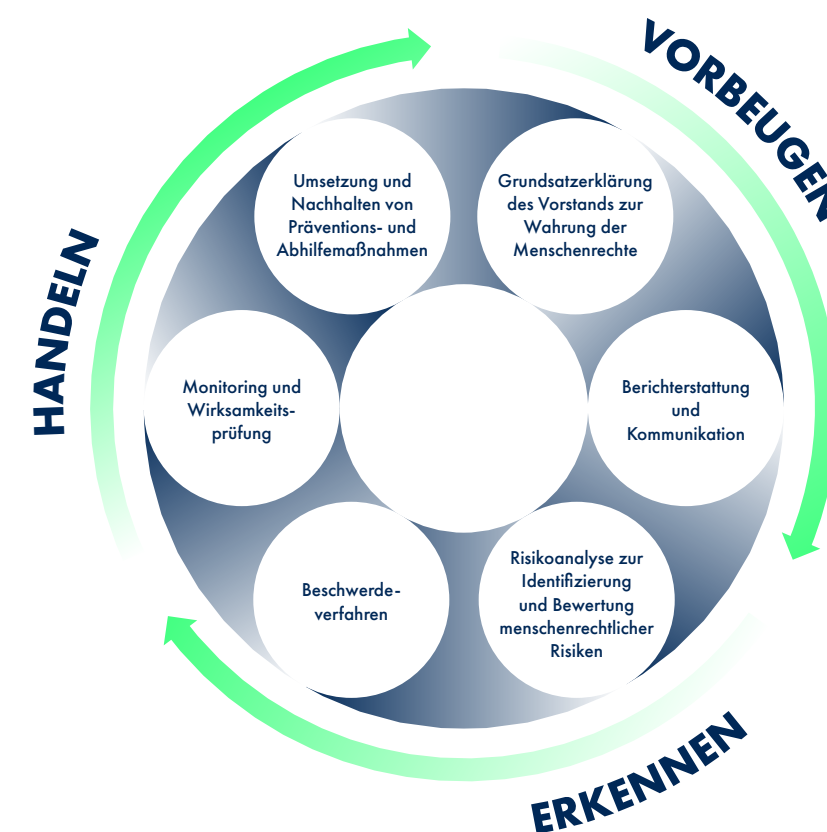 VORBEUGEN
HANDELN
Umsetzung und
Nachhalten von
Präventions- und
Abhilfemaßnahmen
Grundsatzerklärung
des Vorstands zur
Wahrung der
Menschenrechte
Monitoring und
Wirksamkeits-
prüfung
Berichterstattung
und
Kommunikation
Beschwerde-
verfahren
Risikoanalyse zur
Identifizierung
und Bewertung
menschenrechtlicher
Risiken
ERKENNEN